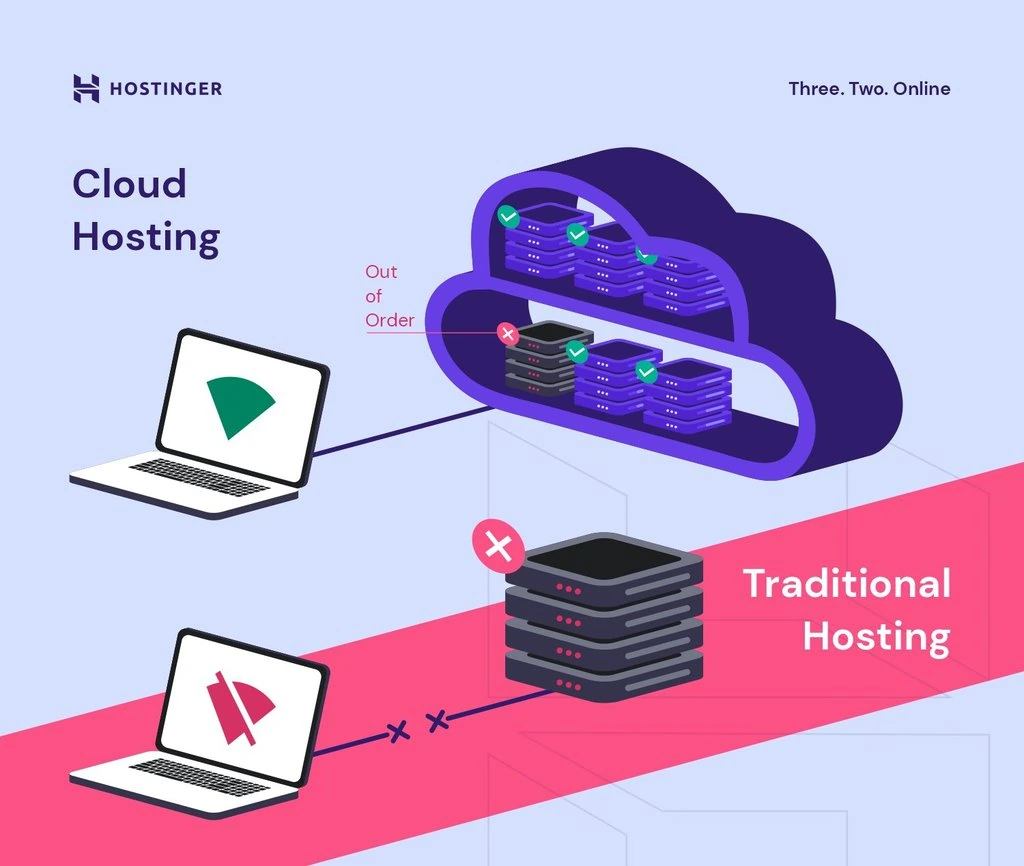 HOSTINGER
Three. Two. Online
Cloud
Hosting
Out
of
Order
Traditional
Hosting